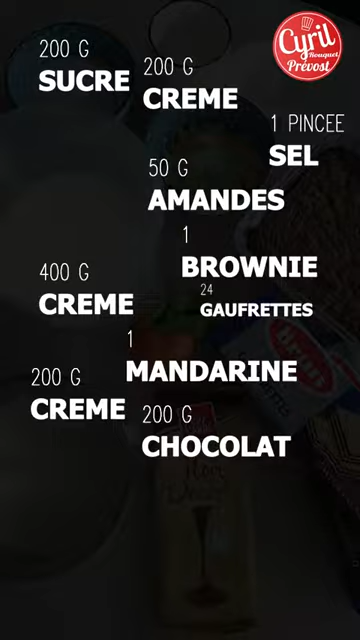 Cyril
Rouquet
Prévost
200 G
SUCRE
200 G
CREME
1 PINCEE
SEL
50 G
AMANDES
1
BROWNIE
400 G
CREME
24
GAUFRETTES
1
MANDARINE
200 G
CREME
200 G
CHOCOLAT